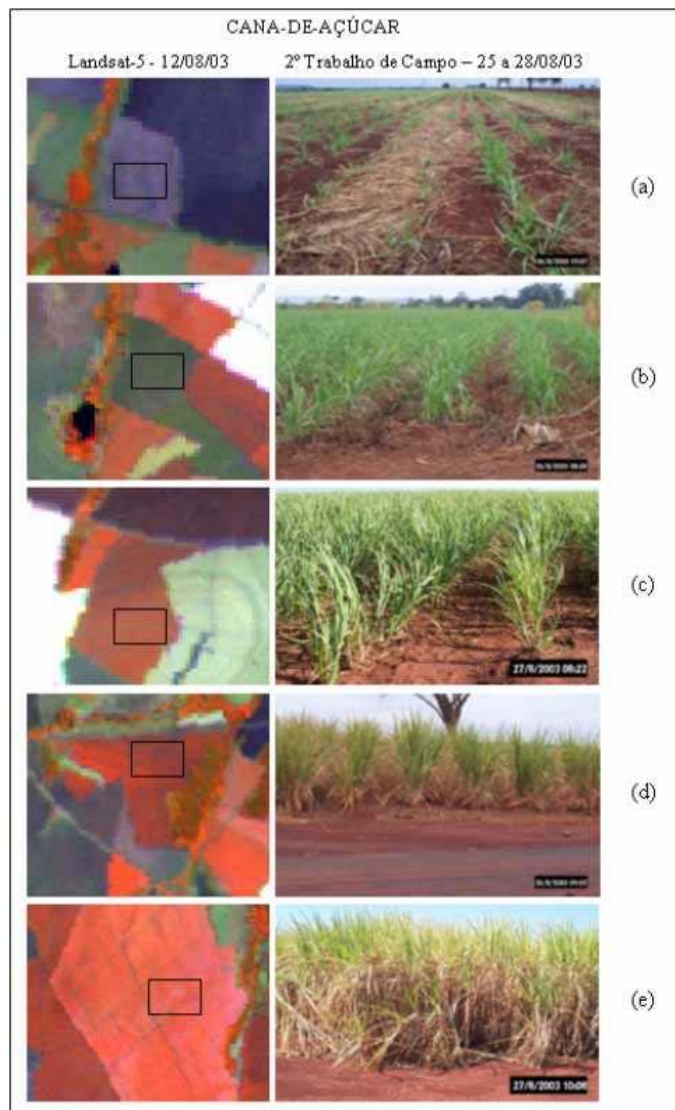 CANA-DE-AÇÚCAR
Landsat-5 - 12/08/03
2º Trabalho de Campo – 25 a 28/08/03
(a)
(b)
(c)
27/8/2003 08:22
(d)
(e)
27/8/2003 10:06